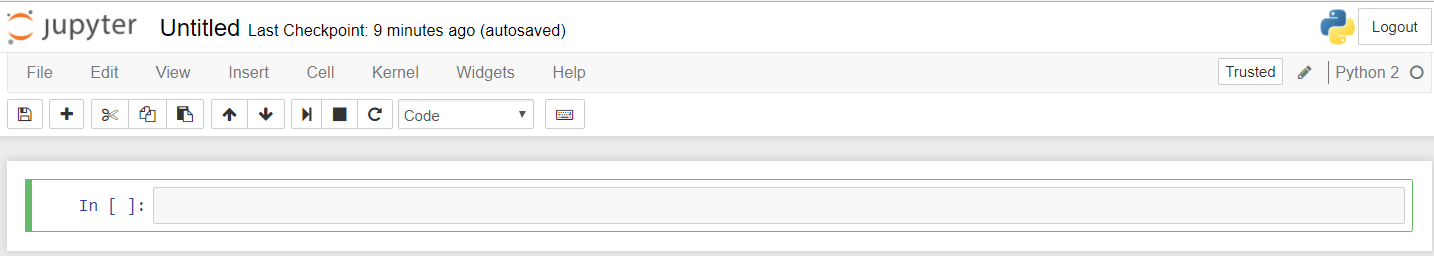 jupyter Untitled Last Checkpoint: 9 minutes ago (autosaved) Logout
File Edit View Insert Cell Kernel Widgets Help Trusted Python 2
Code
In [ ]: